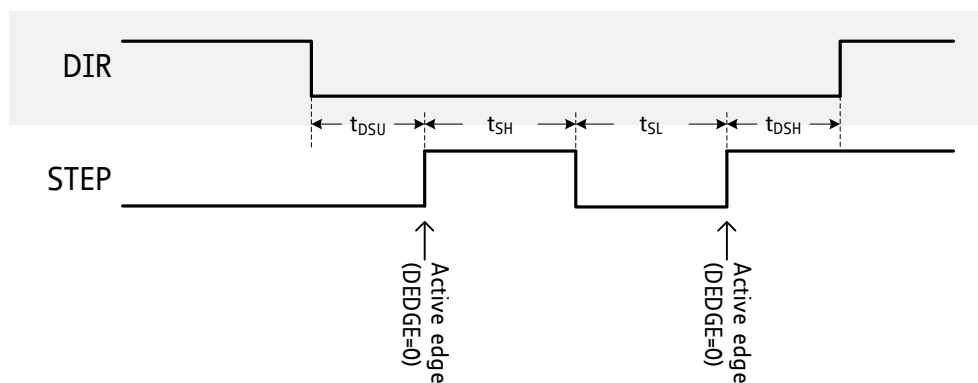 DIR
tDSU
tSH
tSL
tDSH
STEP
Active edge
(DEDGE=0)
Active edge
(DEDGE=0)